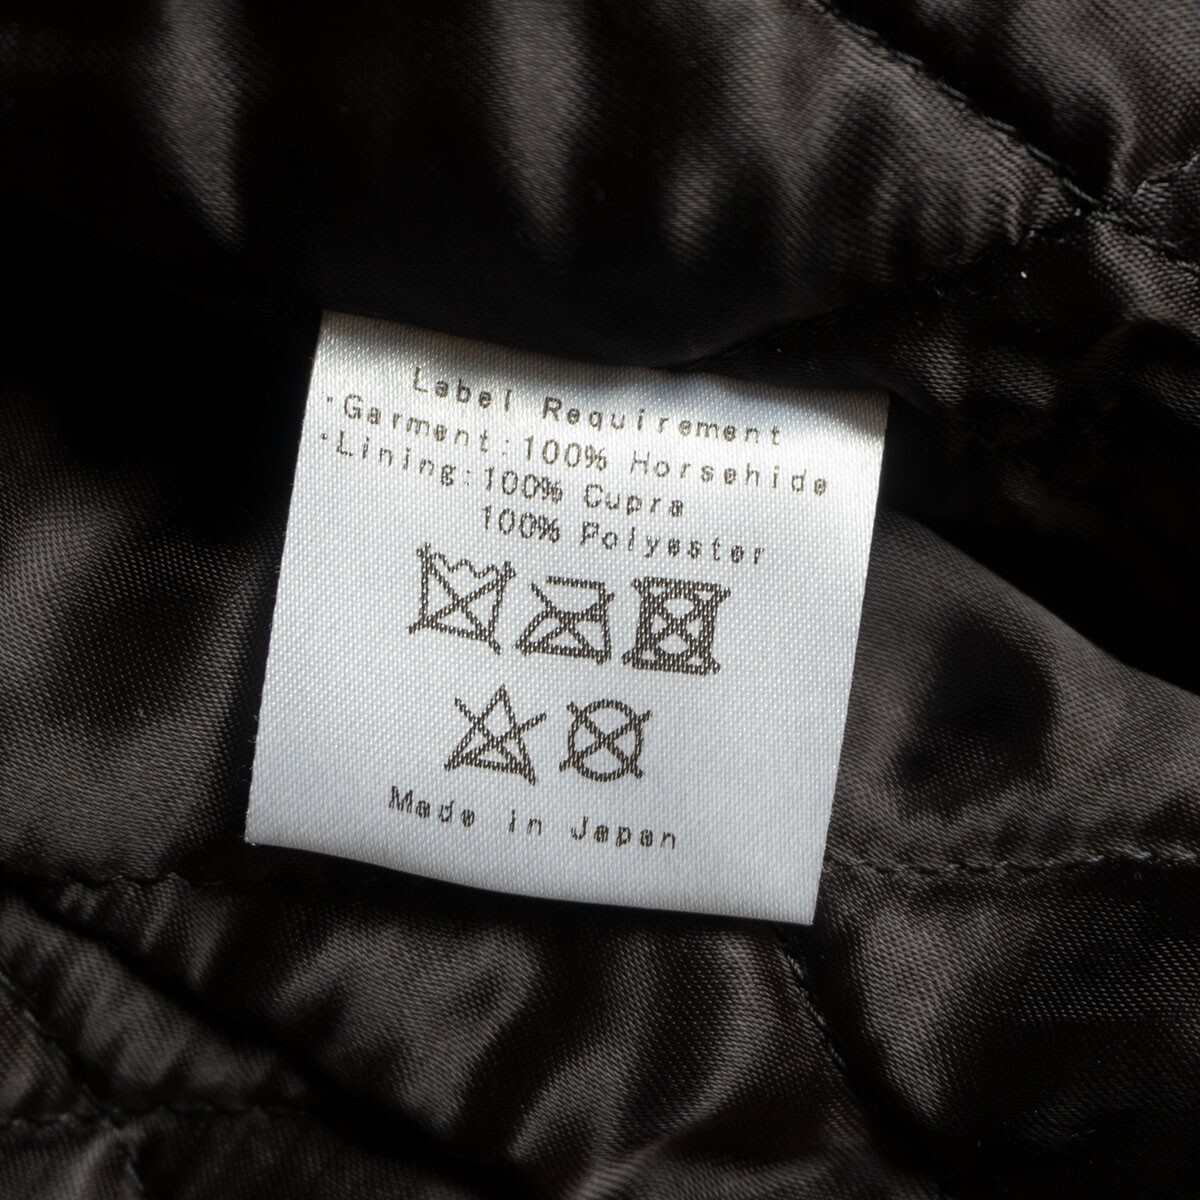 Label Requirement
・Garment:100% Horsehide
・Lining:100% Cupra
100% Polyester
Made in Japan